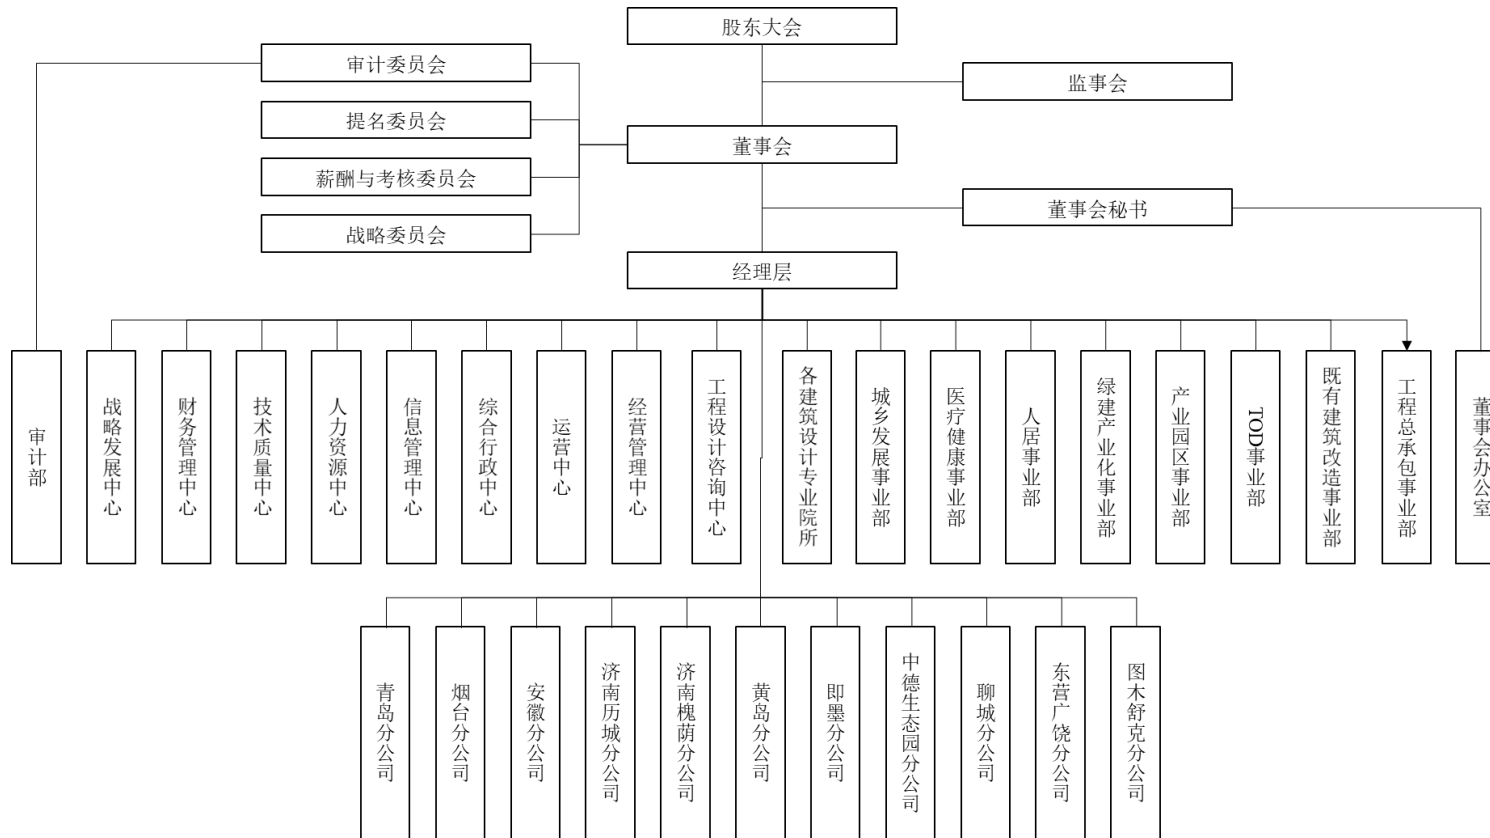 股东大会
审计委员会
监事会
提名委员会
董事会
薪酬与考核委员会
董事会秘书
战略委员会
经理层
审计部
战略发展中心
财务管理中心
技术质量中心
人力资源中心
信息管理中心
综合行政中心
运营中心
经营管理中心
工程设计咨询中心
各建筑设计专业院所
城乡发展事业部
医疗健康事业部
人居事业部
绿建产业化事业部
产业园区事业部
TOD事业部
既有建筑改造事业部
工程总承包事业部
董事会办公室
青岛分公司
烟台分公司
安徽分公司
济南历城分公司
济南槐荫分公司
黄岛分公司
即墨分公司
中德生态园分公司
聊城分公司
东营广饶分公司
图木舒克分公司